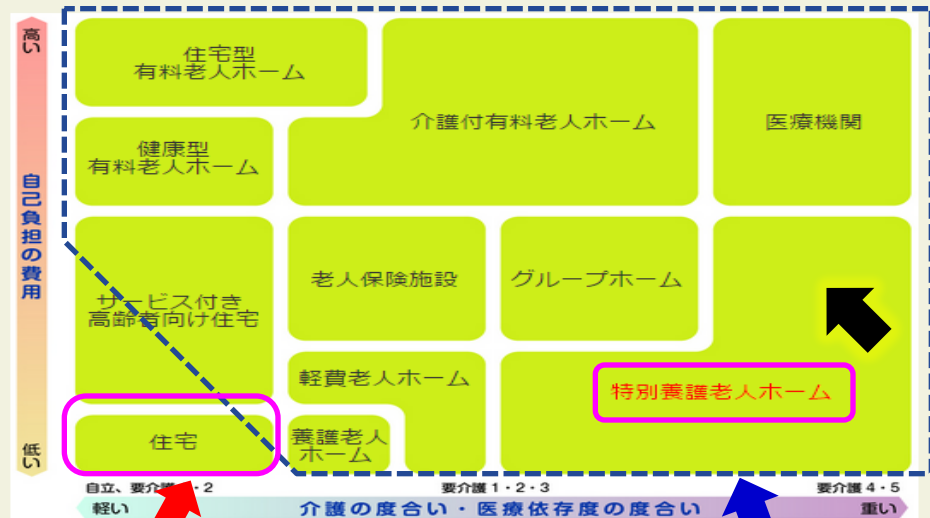 高い
自己負担の費用
低い
住宅型
有料老人ホーム
介護付有料老人ホーム
医療機関
健康型
有料老人ホーム
サービス付き
高齢者向け住宅
老人保険施設
グループホーム
軽費老人ホーム
特別養護老人ホーム
住宅
養護老人
ホーム
自立、要介 ・2
要介護1・2・3
要介護4・5
軽い
介護の度合い・医療依存度の度合い
重い